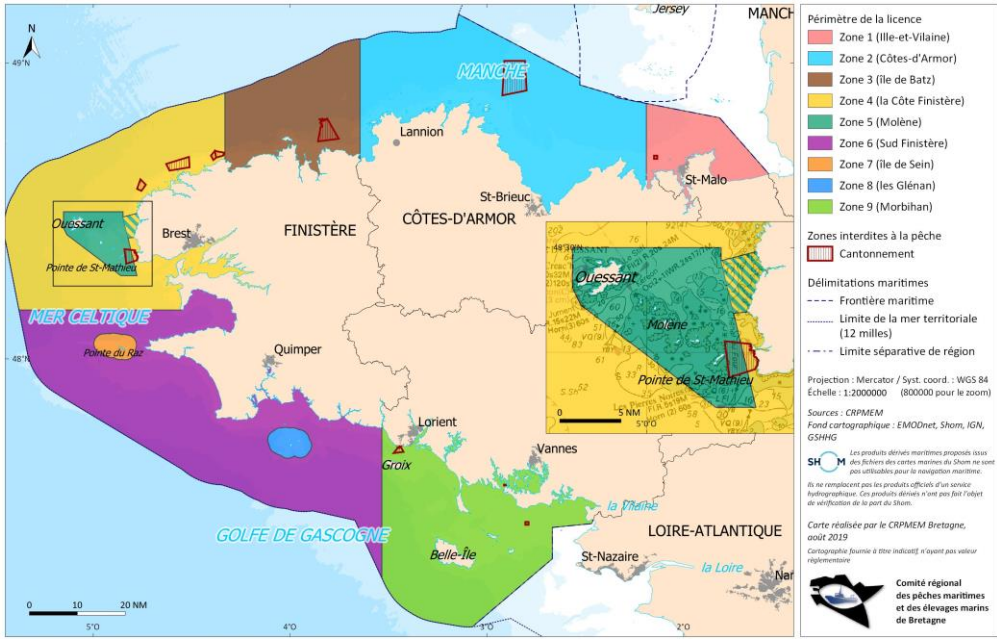 Jersey
MANCH
N
49°N
MANCHE
Lannion
St-Malo
St-Brieuc
CÔTES-D'ARMOR
FINISTÈRE
Ouessant
Brest
Pointe de St-Mathieu
MER CELTIQUE
48°N
Pointe du Raz
Quimper
Lorient
Groix
Vannes
la Vilaine
GOLFE DE GASCOGNE
Belle-Île
LOIRE-ATLANTIQUE
St-Nazaire
la Loire
Nan
0 10 20 NM
5°O
4°O
3°O
2°O
48°30'N
Ouessant
Molène
Pointe de St-Mathieu
Les Pierres Noires
0 5 NM
5°0'O
Périmètre de la licence
Zone 1 (Ille-et-Vilaine)
Zone 2 (Côtes-d'Armor)
Zone 3 (île de Batz)
Zone 4 (la Côte Finistère)
Zone 5 (Molène)
Zone 6 (Sud Finistère)
Zone 7 (île de Sein)
Zone 8 (les Glénan)
Zone 9 (Morbihan)
Zones interdites à la pêche
Cantonnement
Délimitations maritimes
Frontière maritime
Limite de la mer territoriale
(12 milles)
Limite séparative de région
Projection : Mercator / Syst. coord. : WGS 84
Échelle : 1:2000000 (800000 pour le zoom)
Sources : CRPMEM
Fond cartographique : EMODnet, Shom, IGN,
GSHHG
SHOM
Les produits dérivés maritimes proposés issus
des fichiers des cartes marines du Shom ne sont
pas utilisables pour la navigation maritime.
Ils ne remplacent pas les produits officiels d'un service
hydrographique. Ces produits dérivés n'ont pas fait l'objet
de vérification de la part du Shom.
Carte réalisée par le CRPMEM Bretagne,
août 2019
Cartographie fournie à titre indicatif, n'ayant pas valeur
règlementaire
Comité régional
des pêches maritimes
et des élevages marins
de Bretagne